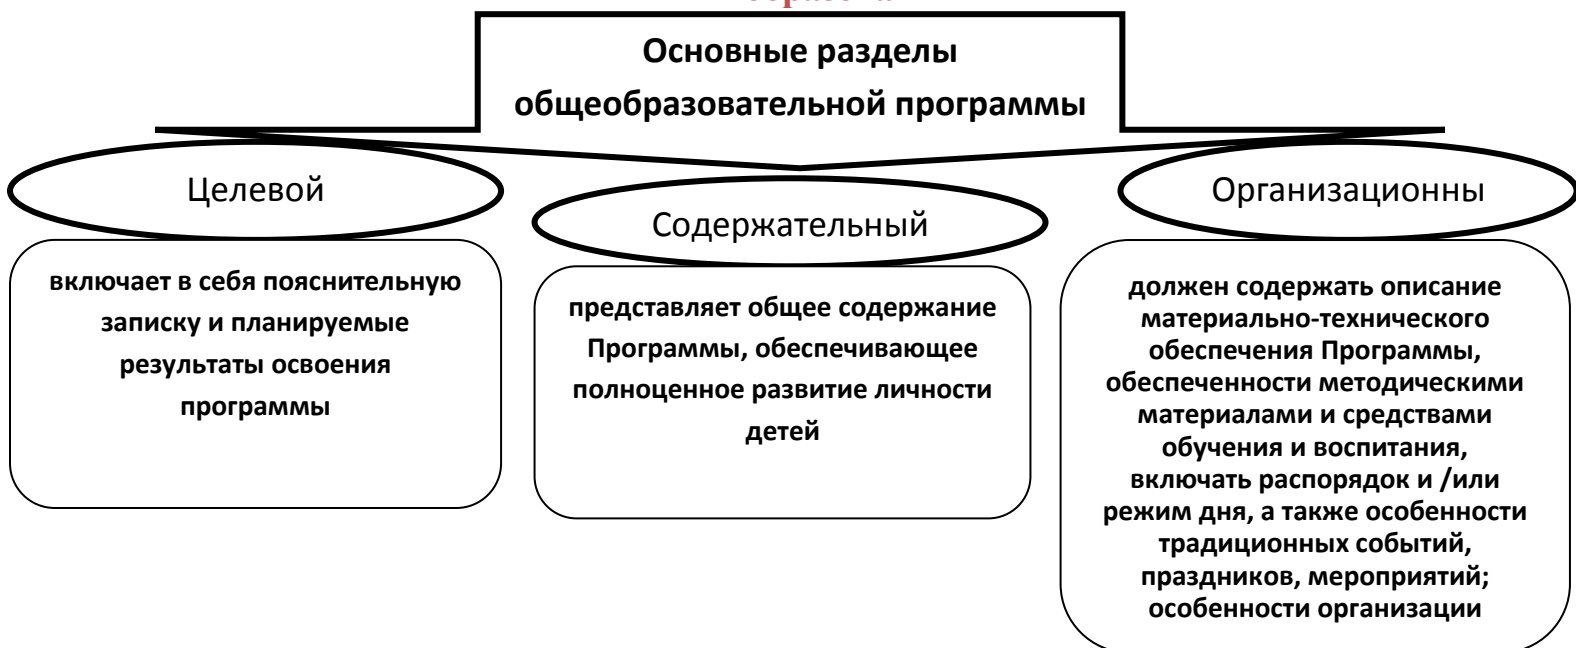 Основные разделы
общеобразовательной программы
Целевой
включает в себя пояснительную
записку и планируемые
результаты освоения
программы
Содержательный
представляет общее содержание
Программы, обеспечивающее
полноценное развитие личности
детей
Организационны
должен содержать описание
материально-технического
обеспечения Программы,
обеспеченности методическими
материалами и средствами
обучения и воспитания,
включать распорядок и /или
режим дня, а также особенности
традиционных событий,
праздников, мероприятий;
особенности организации